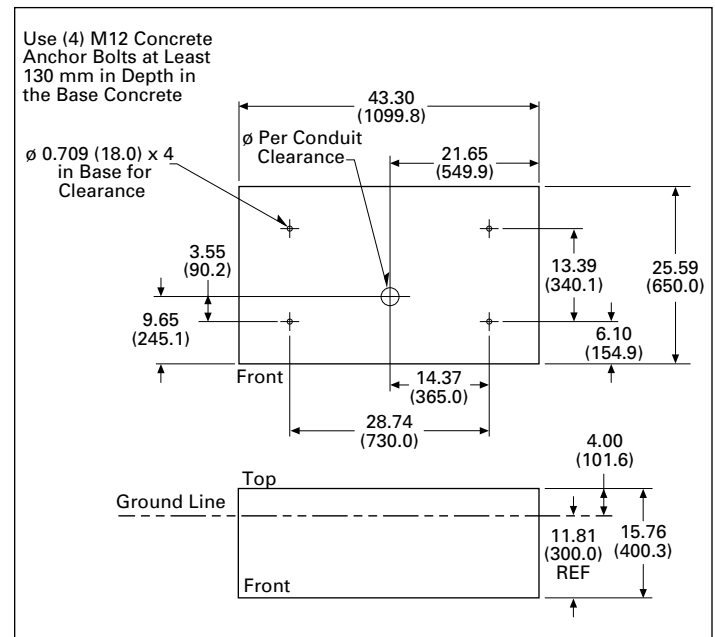 Use (4) M12 Concrete
Anchor Bolts at Least
130 mm in Depth in
the Base Concrete
43.30
(1099.8)
ø Per Conduit
Clearance
21.65
(549.9)
ø 0.709 (18.0) x 4
in Base for
Clearance
3.55
(90.2)
13.39
(340.1)
25.59
(650.0)
9.65
(245.1)
6.10
(154.9)
Front
14.37
(365.0)
28.74
(730.0)
4.00
(101.6)
Top
Ground Line
11.81
(300.0)
REF
15.76
(400.3)
Front